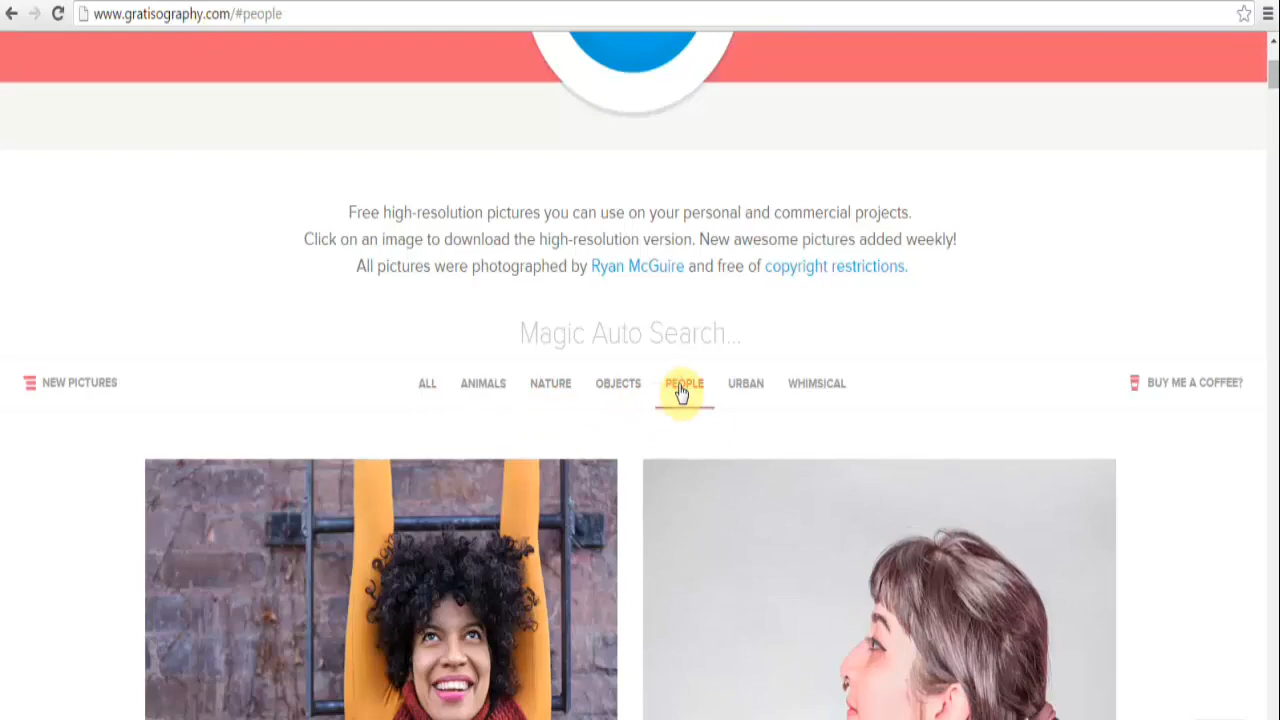 www.gratisography.com/#people
Free high-resolution pictures you can use on your personal and commercial projects.
Click on an image to download the high-resolution version. New awesome pictures added weekly!
All pictures were photographed by Ryan McGuire and free of copyright restrictions.
Magic Auto Search...
NEW PICTURES ALL ANIMALS NATURE OBJECTS PEOPLE URBAN WHIMSICAL BUY ME A COFFEE?